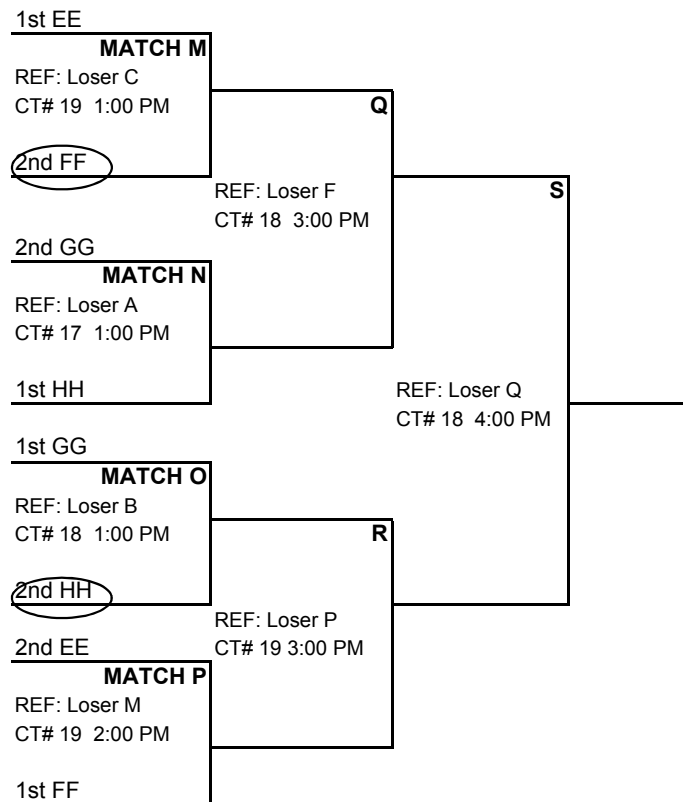 1st EE
MATCH M
REF: Loser C
CT# 19  1:00 PM
2nd FF
Q
REF: Loser F
CT# 18  3:00 PM
2nd GG
MATCH N
REF: Loser A
CT# 17  1:00 PM
1st HH
S
REF: Loser Q
CT# 18  4:00 PM
1st GG
MATCH O
REF: Loser B
CT# 18  1:00 PM
2nd HH
R
REF: Loser P
CT# 19 3:00 PM
2nd EE
MATCH P
REF: Loser M
CT# 19  2:00 PM
1st FF